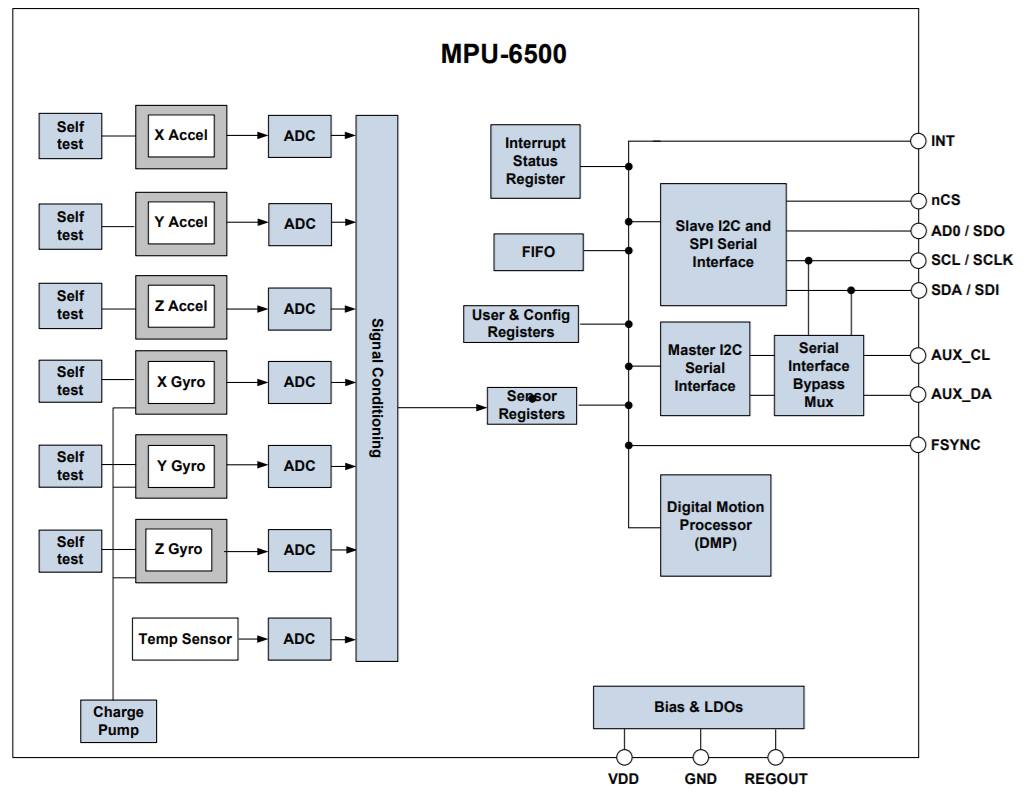 MPU-6500
Self
test
X Accel
ADC
Self
test
Y Accel
ADC
Self
test
Z Accel
ADC
Self
test
X Gyro
ADC
Self
test
Y Gyro
ADC
Self
test
Z Gyro
ADC
Temp Sensor
ADC
Charge
Pump
Signal Conditioning
Interrupt
Status
Register
FIFO
User & Config
Registers
Sensor
Registers
Slave I2C and
SPI Serial
Interface
Master I2C
Serial
Interface
Serial
Interface
Bypass
Mux
Digital Motion
Processor
(DMP)
INT
nCS
AD0 / SDO
SCL / SCLK
SDA / SDI
AUX_CL
AUX_DA
FSYNC
Bias & LDOs
VDD
GND
REGOUT